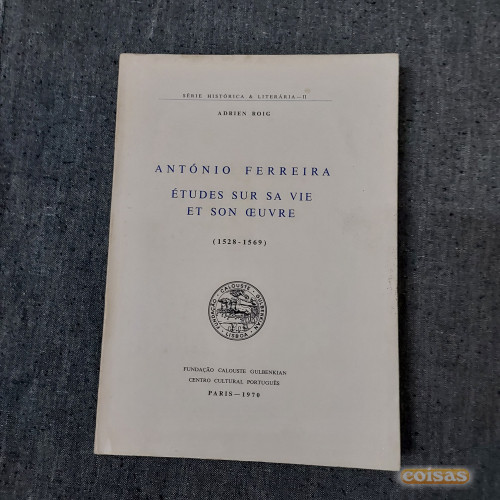 SÉRIE HISTÓRICA & LITERÁRIA—II
ADRIEN ROIG
ANTÓNIO FERREIRA
ÉTUDES SUR SA VIE
ET SON ŒUVRE
(1528-1569)
FUNDAÇÃO · CALOUSTE · GULBENKIAN · LISBOA ·
FUNDAÇÃO CALOUSTE GULBENKIAN
CENTRO CULTURAL PORTUGUÊS
PARIS—1970
coisas